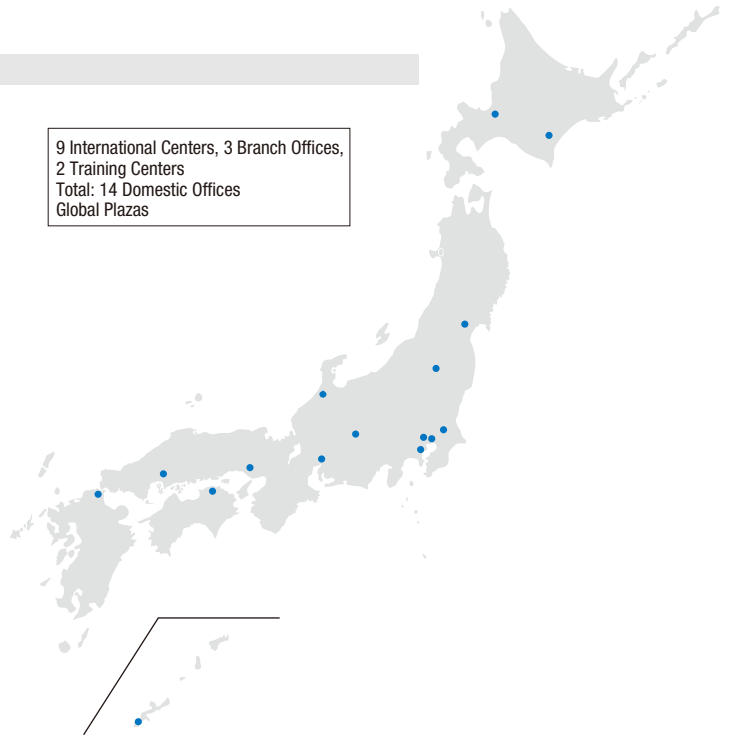 9 International Centers, 3 Branch Offices,
2 Training Centers
Total: 14 Domestic Offices
Global Plazas